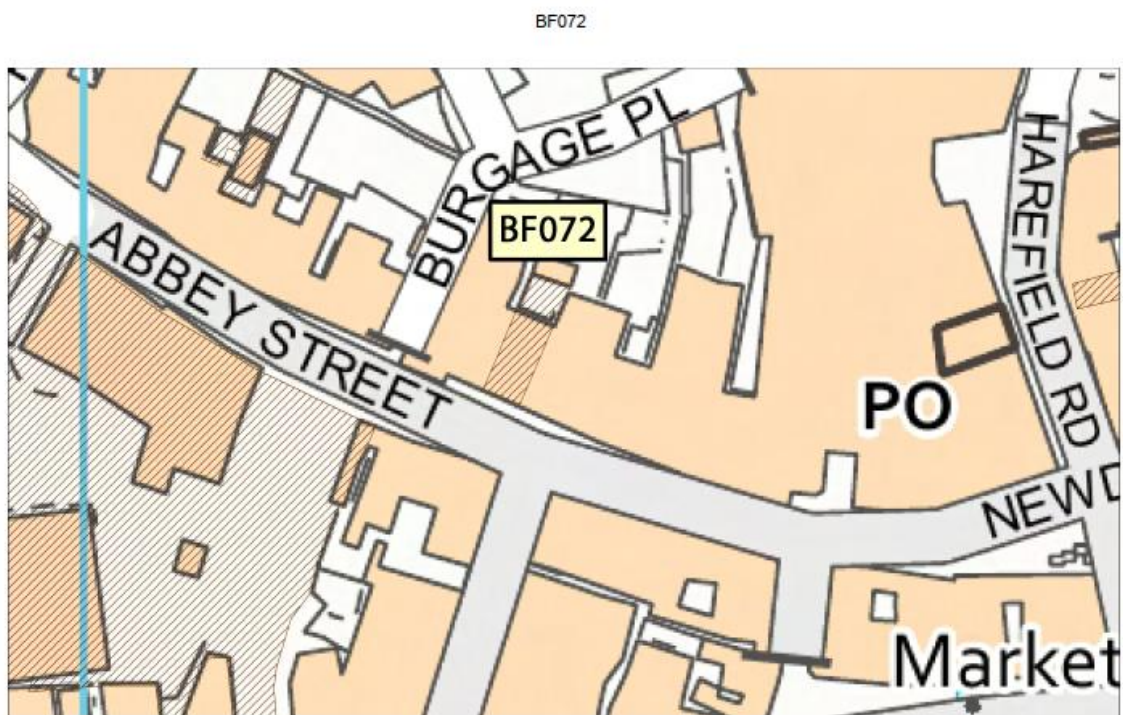 BF072
BURGAGE PL
HAREFIELD RD
BF072
ABBEY STREET
PO
NEWD
Market